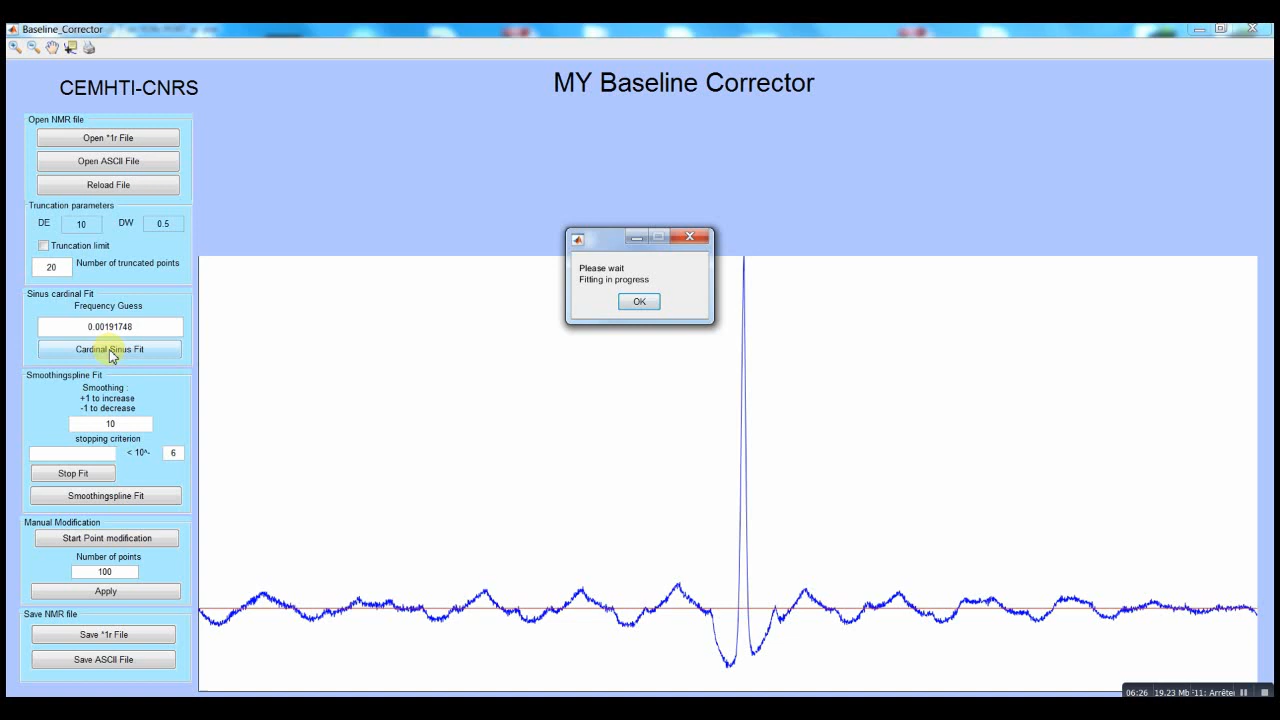 Baseline_Corrector
CEMHTI-CNRS
MY Baseline Corrector
Open NMR file
Open *1r File
Open ASCII File
Reload File
Truncation parameters
DE 10 DW 0.5
Truncation limit
20 Number of truncated points
Sinus cardinal Fit
Frequency Guess
0.00191748
Cardinal Sinus Fit
Smoothingspline Fit
Smoothing :
+1 to increase
-1 to decrease
10
stopping criterion
< 10^- 6
Stop Fit
Smoothingspline Fit
Manual Modification
Start Point modification
Number of points
100
Apply
Save NMR file
Save *1r File
Save ASCII File
Please wait
Fitting in progress
OK
06:26 19.23 Mb